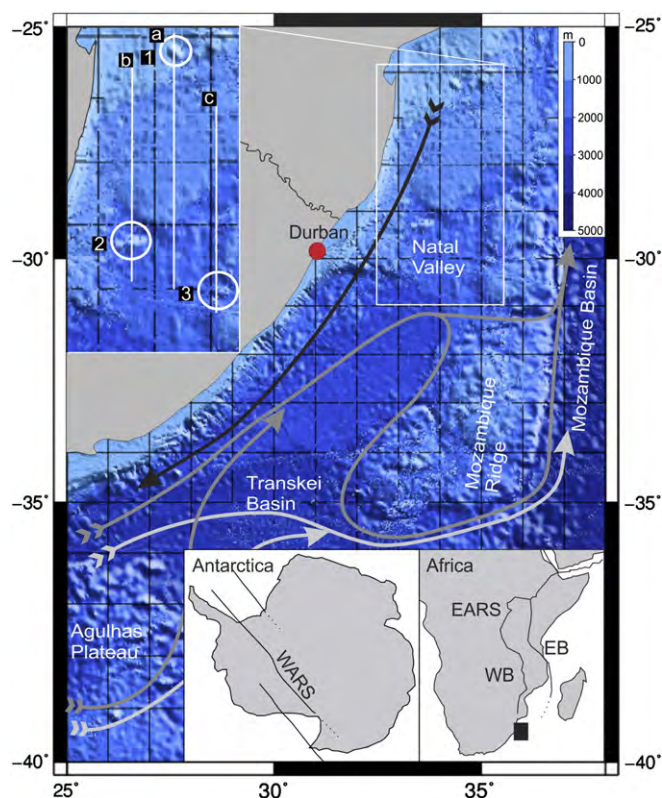 −25˚
−30˚
−35˚
−40˚
−25˚
−30˚
−35˚
−40˚
25˚
30˚
35˚
a
b
1
c
2
3
m
0
1000
2000
3000
4000
5000
Durban
Natal
Valley
Mozambique Basin
Mozambique
Ridge
Transkei
Basin
Agulhas
Plateau
Antarctica
WARS
Africa
EARS
EB
WB